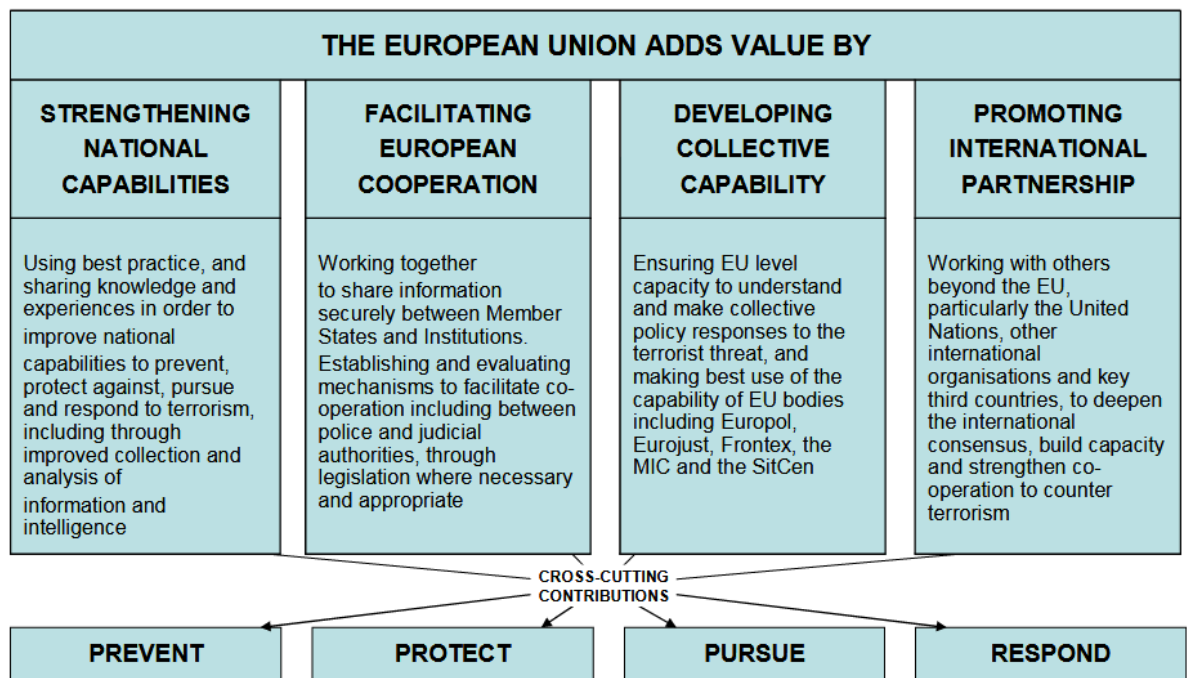 THE EUROPEAN UNION ADDS VALUE BY
STRENGTHENING
NATIONAL
CAPABILITIES
Using best practice, and
sharing knowledge and
experiences in order to
improve national
capabilities to prevent,
protect against, pursue
and respond to terrorism,
including through
improved collection and
analysis of
information and
intelligence
FACILITATING
EUROPEAN
COOPERATION
Working together
to share information
securely between Member
States and Institutions.
Establishing and evaluating
mechanisms to facilitate co-
operation including between
police and judicial
authorities, through
legislation where necessary
and appropriate
DEVELOPING
COLLECTIVE
CAPABILITY
Ensuring EU level
capacity to understand
and make collective
policy responses to the
terrorist threat, and
making best use of the
capability of EU bodies
including Europol,
Eurojust, Frontex, the
MIC and the SitCen
PROMOTING
INTERNATIONAL
PARTNERSHIP
Working with others
beyond the EU,
particularly the United
Nations, other
international
organisations and key
third countries, to deepen
the international
consensus, build capacity
and strengthen co-
operation to counter
terrorism
CROSS-CUTTING
CONTRIBUTIONS
PREVENT
PROTECT
PURSUE
RESPOND